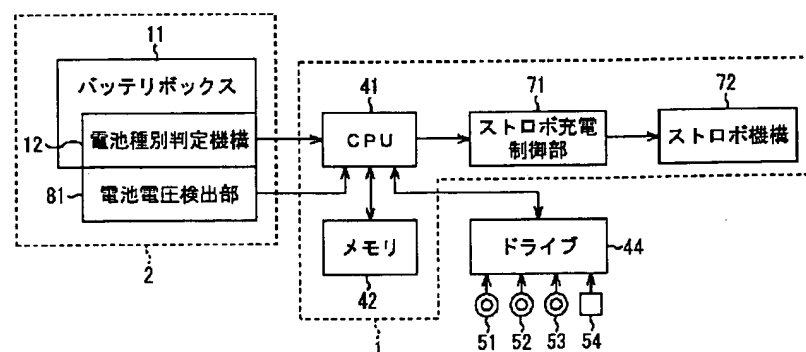 11
バッテリボックス
12
電池種別判定機構
81
電池電圧検出部
2
41
CPU
71
ストロボ充電
制御部
72
ストロボ機構
メモリ
42
ドライブ
44
51
52
53
54
1